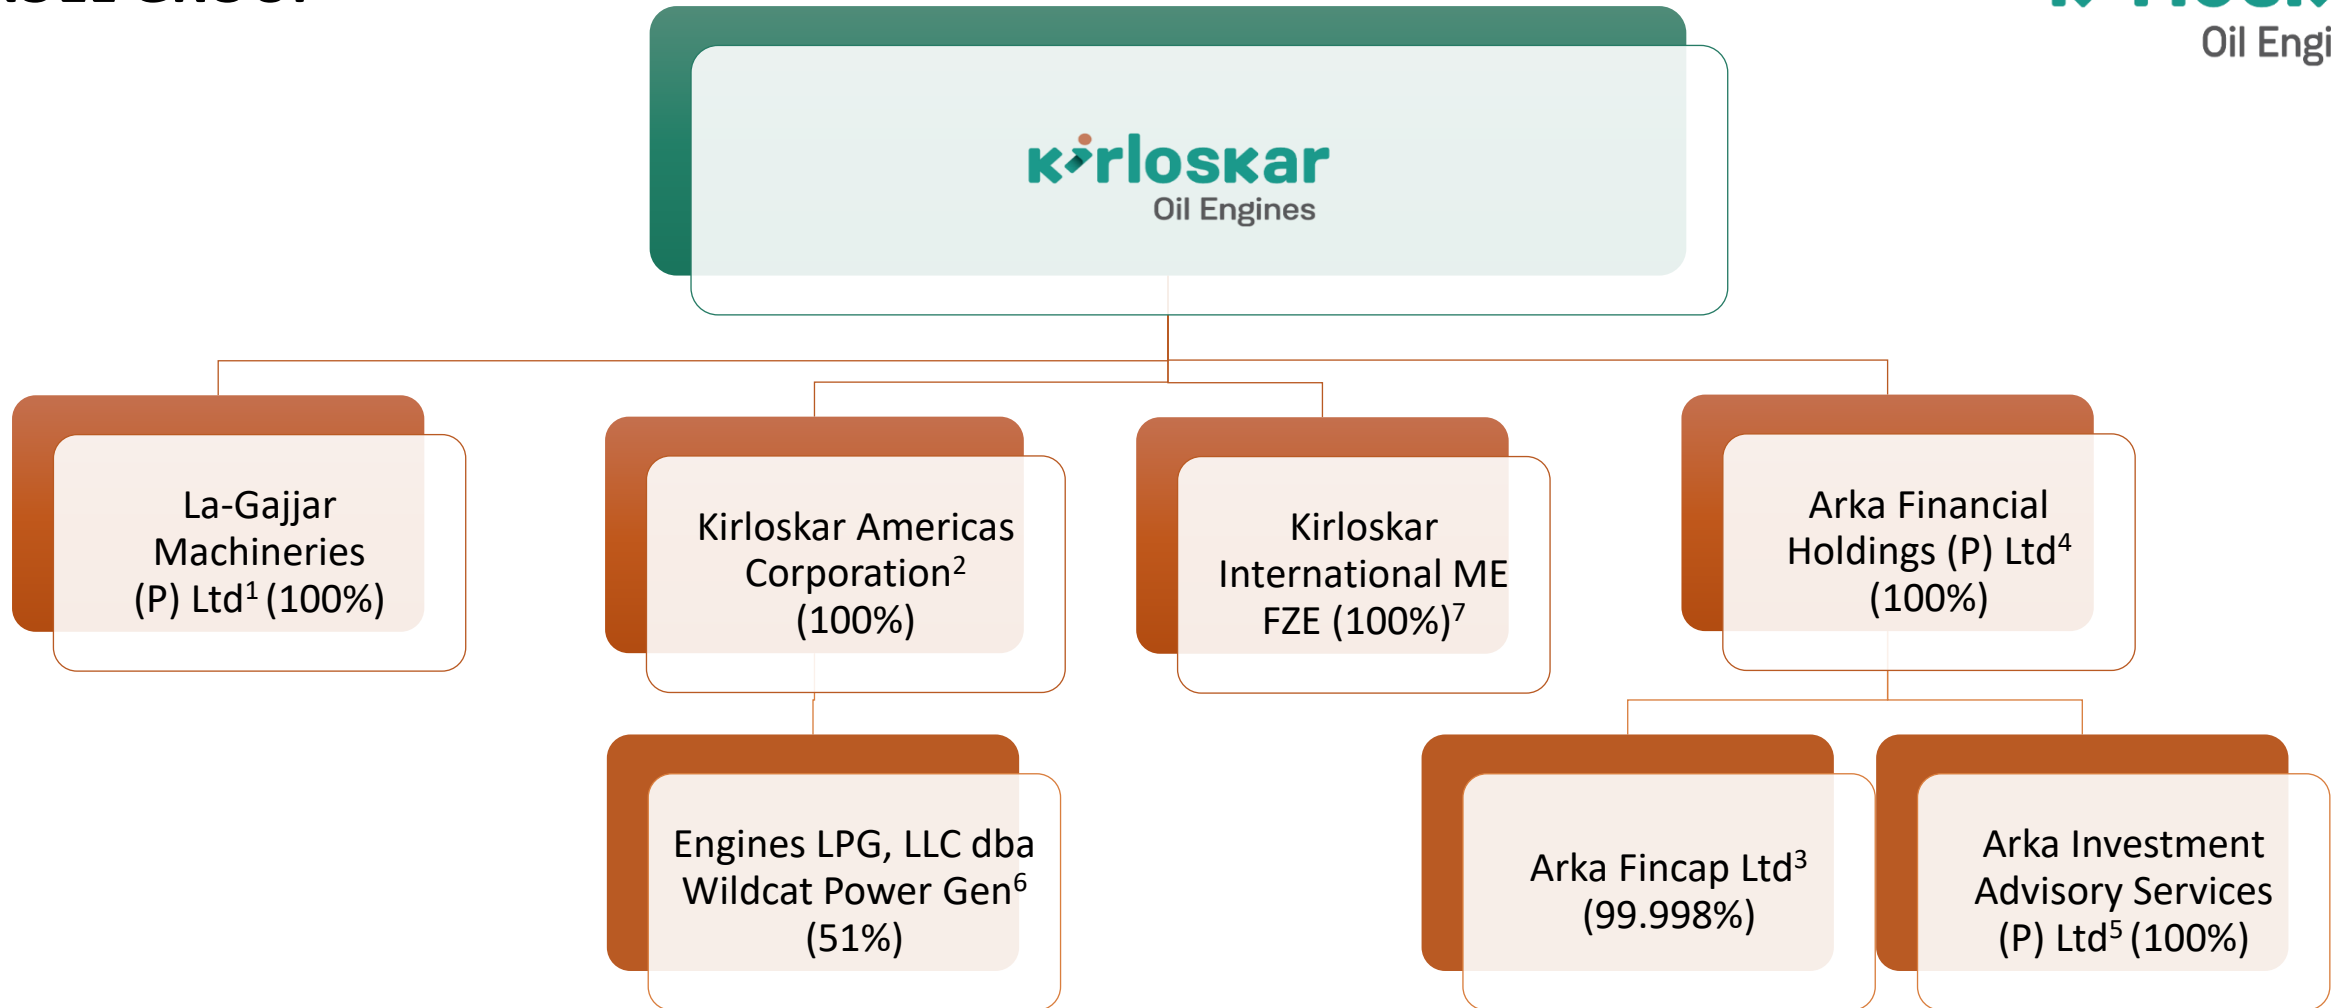 GROUP
Oil Engi
kirloskar
Oil Engines
La-Gajjar
Machineries
(P) Ltd¹ (100%)
Kirloskar Americas
Corporation²
(100%)
Kirloskar
International ME
FZE (100%)⁷
Arka Financial
Holdings (P) Ltd⁴
(100%)
Engines LPG, LLC dba
Wildcat Power Gen⁶
(51%)
Arka Fincap Ltd³
(99.998%)
Arka Investment
Advisory Services
(P) Ltd⁵ (100%)